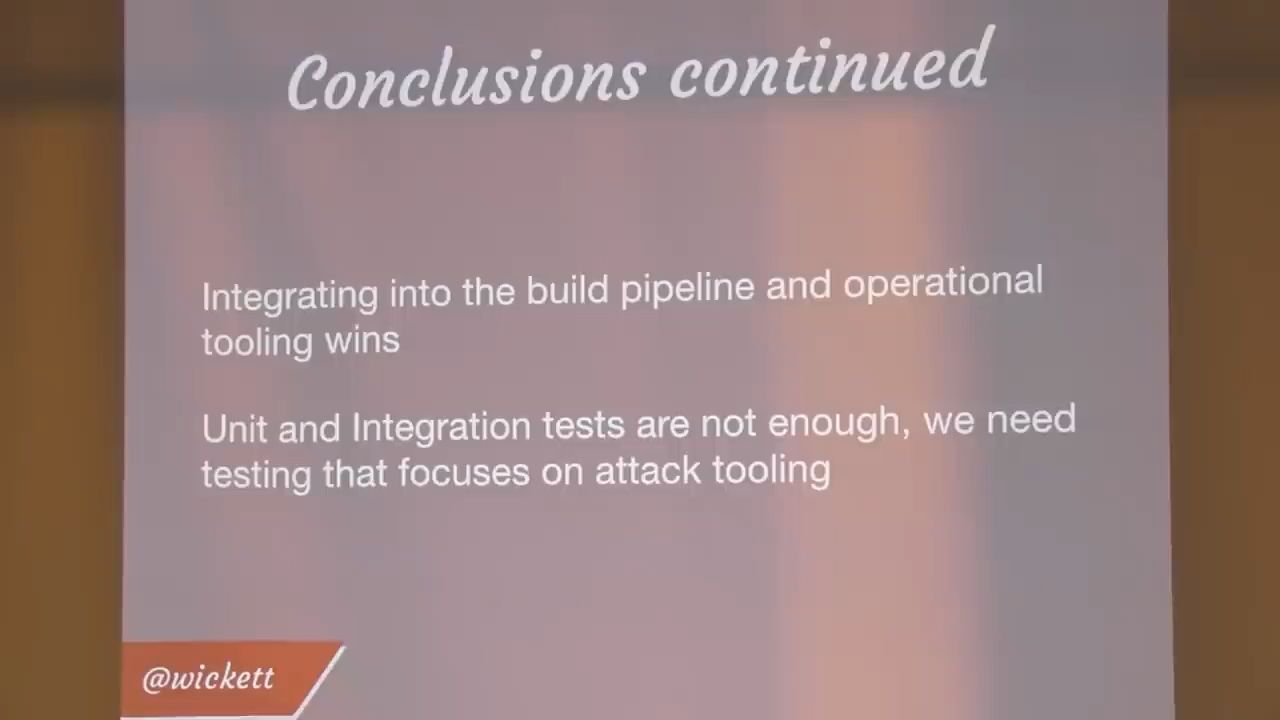 Conclusions continued
Integrating into the build pipeline and operational
tooling wins
Unit and Integration tests are not enough, we need
testing that focuses on attack tooling
@wickett